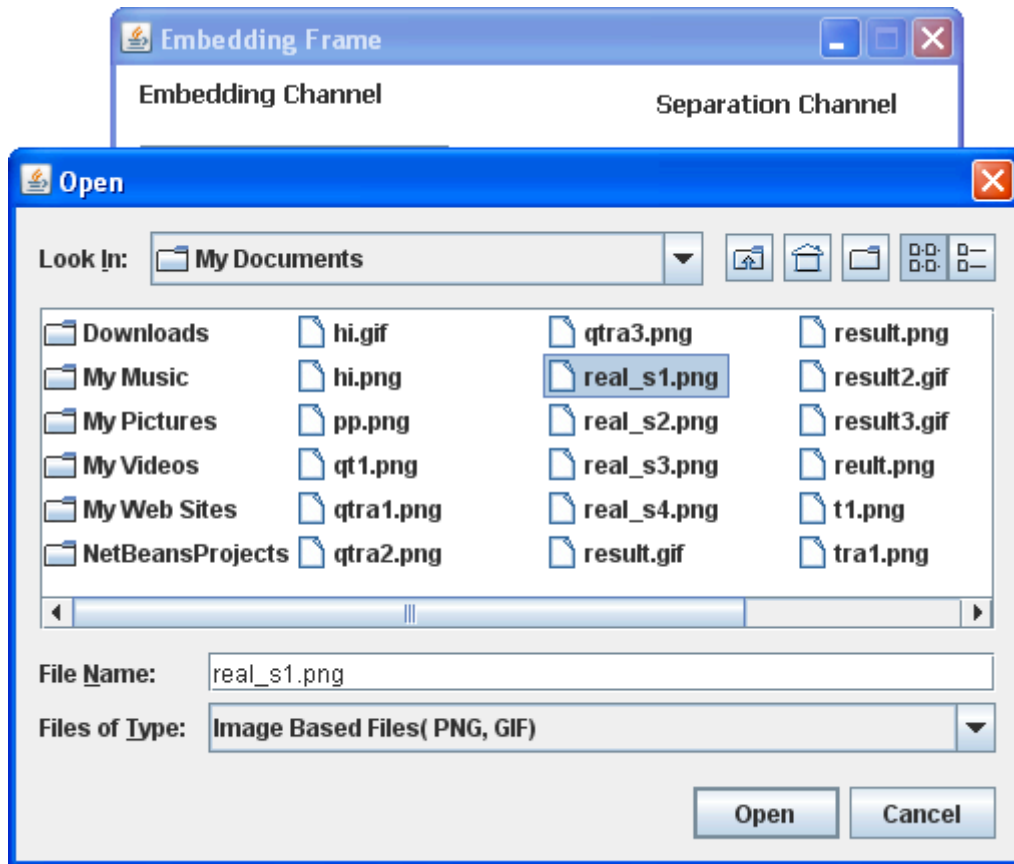 Embedding Frame
Embedding Channel
Separation Channel
Open
Look In: My Documents
Downloads hi.gif qtra3.png result.png
My Music hi.png real_s1.png result2.gif
My Pictures pp.png real_s2.png result3.gif
My Videos qt1.png real_s3.png reult.png
My Web Sites qtra1.png real_s4.png t1.png
NetBeansProjects qtra2.png result.gif tra1.png
File Name: real_s1.png
Files of Type: Image Based Files( PNG, GIF)
Open Cancel